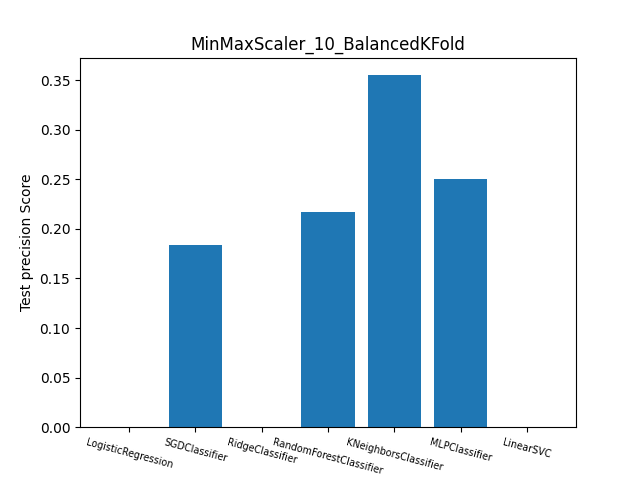 MinMaxScaler_10_BalancedKFold
Test precision Score
0.35
0.30
0.25
0.20
0.15
0.10
0.05
0.00
LogisticRegression
SGDClassifier
RidgeClassifier
RandomForestClassifier
KNeighborsClassifier
MLPClassifier
LinearSVC